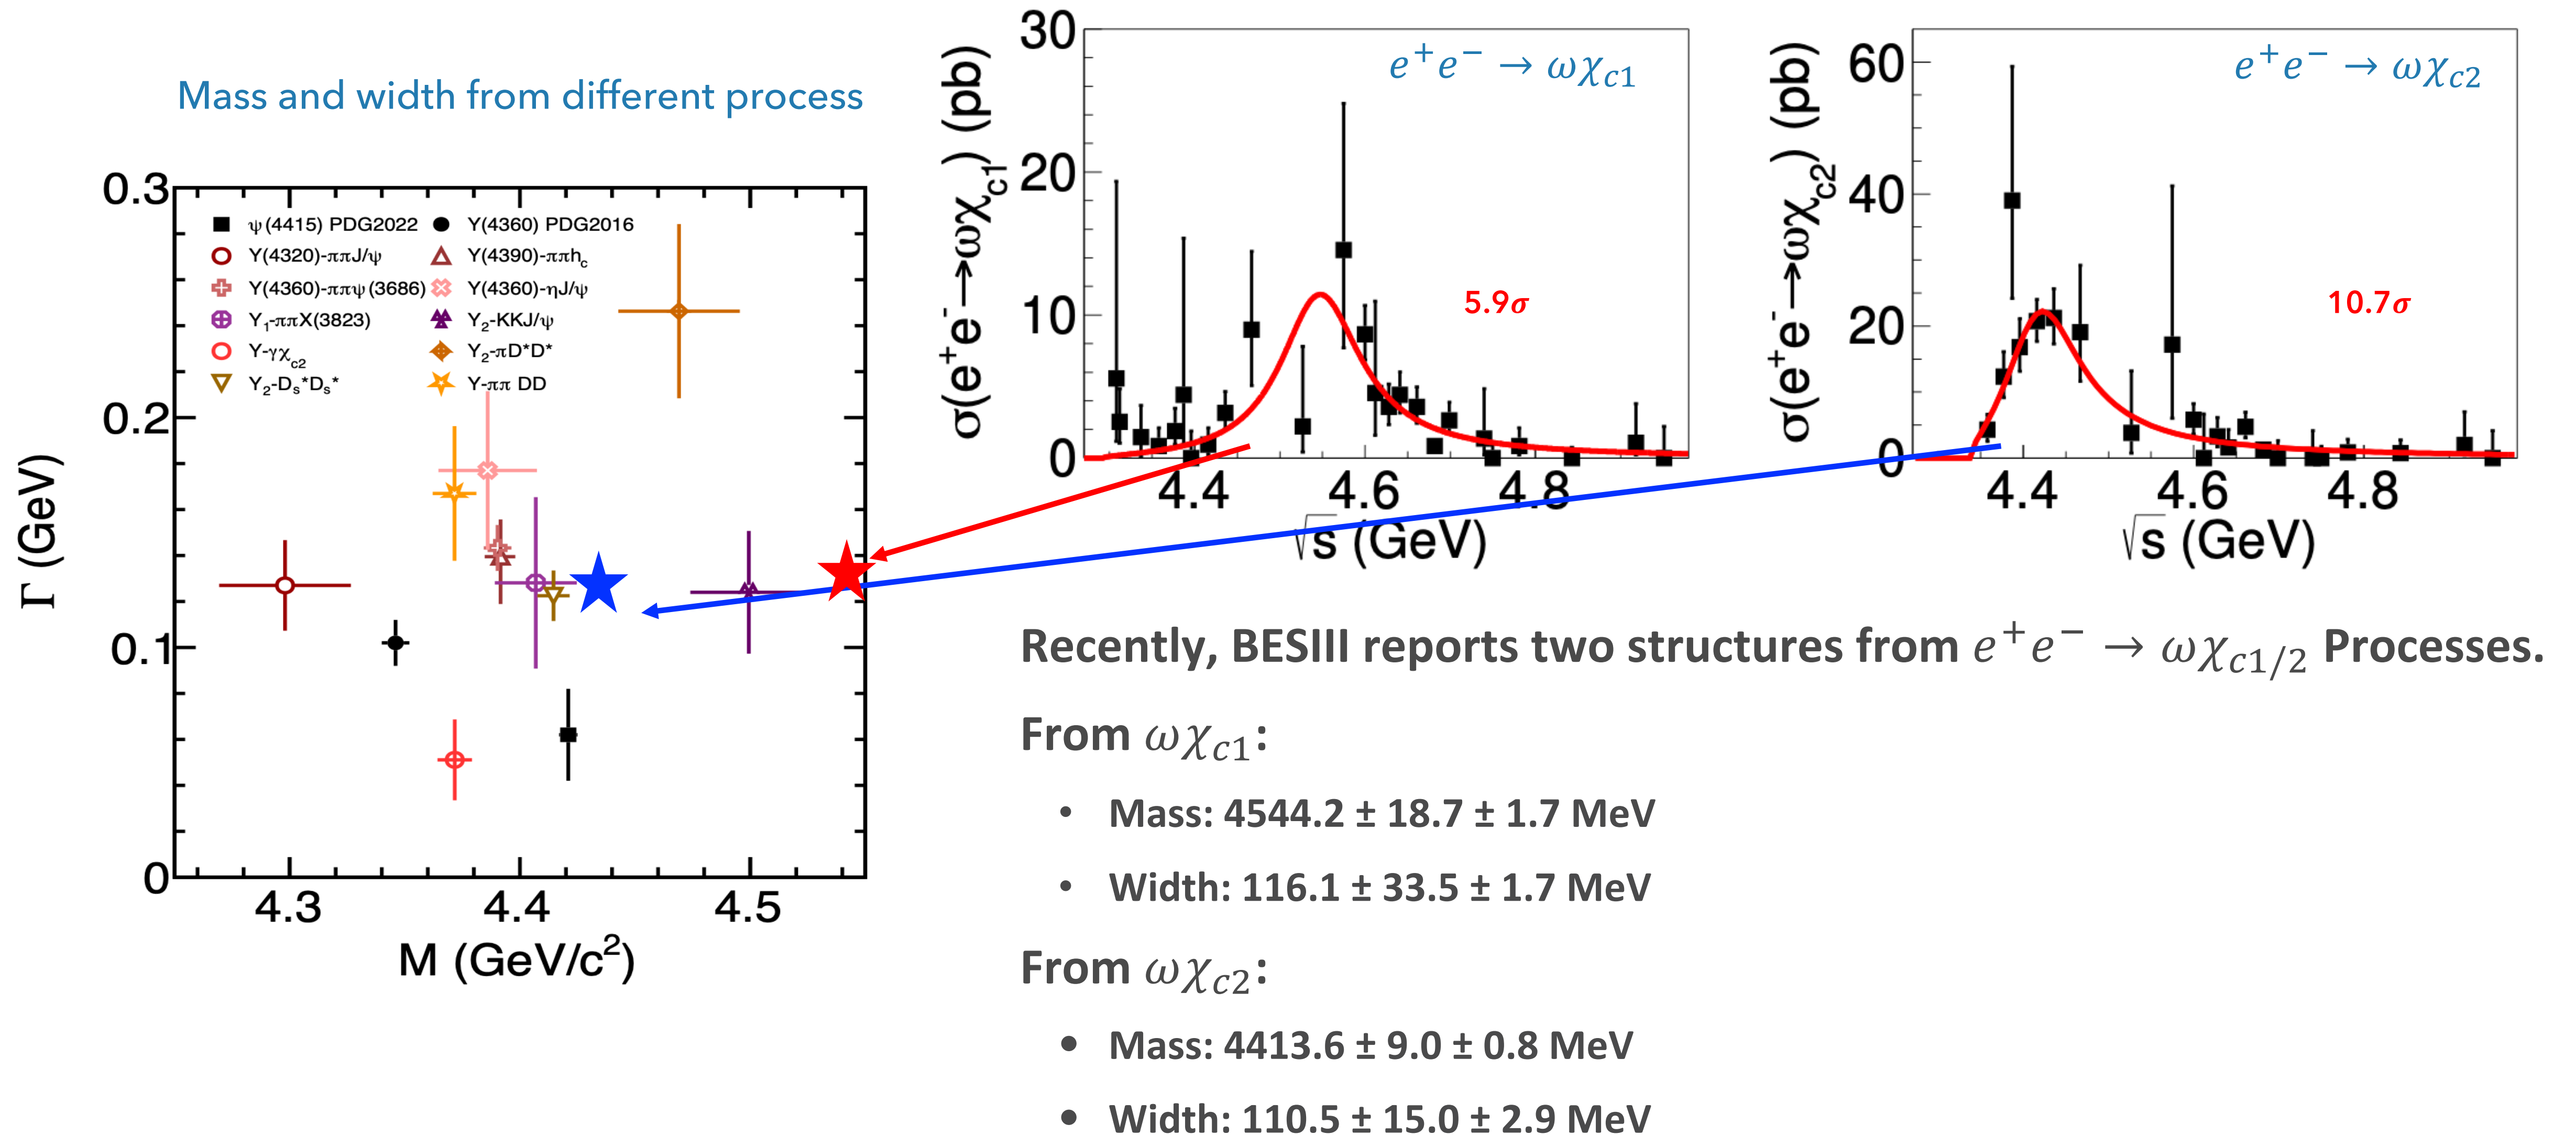 Mass and width from different process
0.3
0.2
0.1
0
Γ (GeV)
4.3 4.4 4.5
M (GeV/c²)
ψ(4415) PDG2022 Y(4360) PDG2016
Y(4320)-ππJ/ψ Y(4390)-ππh_c
Y(4360)-ππψ(3686) Y(4360)-ηJ/ψ
Y₁-ππX(3823) Y₂-KKJ/ψ
Y-γχ_c2 Y₂-πD*D*
Y₂-D_s*D_s* Y-ππ DD
σ(e⁺e⁻→ωχ_c1) (pb)
30
20
10
0
e⁺e⁻ → ωχ_c1
5.9σ
4.4 4.6 4.8
√s (GeV)
σ(e⁺e⁻→ωχ_c2) (pb)
60
40
20
0
e⁺e⁻ → ωχ_c2
10.7σ
4.4 4.6 4.8
√s (GeV)
Recently, BESIII reports two structures from e⁺e⁻ → ωχ_c1/2 Processes.
From ωχ_c1:
• Mass: 4544.2 ± 18.7 ± 1.7 MeV
• Width: 116.1 ± 33.5 ± 1.7 MeV
From ωχ_c2:
• Mass: 4413.6 ± 9.0 ± 0.8 MeV
• Width: 110.5 ± 15.0 ± 2.9 MeV